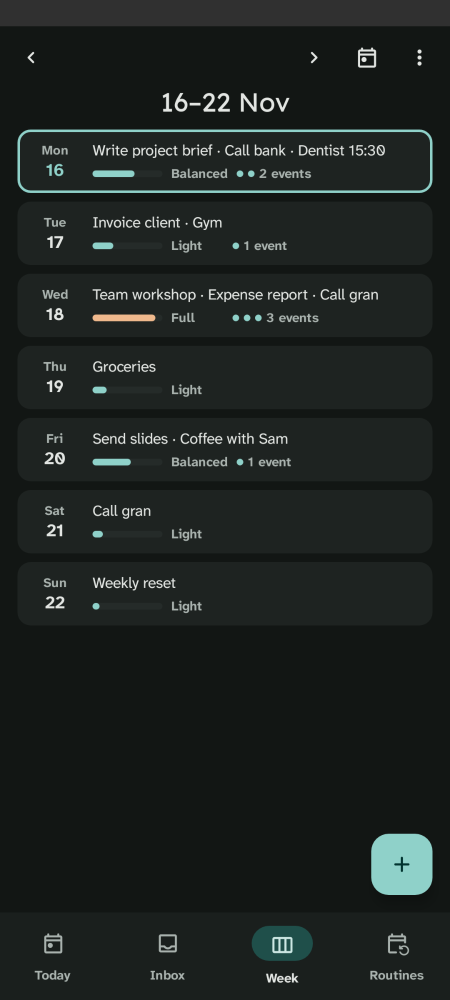 16–22 Nov
Mon
16
Write project brief · Call bank · Dentist 15:30
Balanced
2 events
Tue
17
Invoice client · Gym
Light
1 event
Wed
18
Team workshop · Expense report · Call gran
Full
3 events
Thu
19
Groceries
Light
Fri
20
Send slides · Coffee with Sam
Balanced
1 event
Sat
21
Call gran
Light
Sun
22
Weekly reset
Light
Today
Inbox
Week
Routines